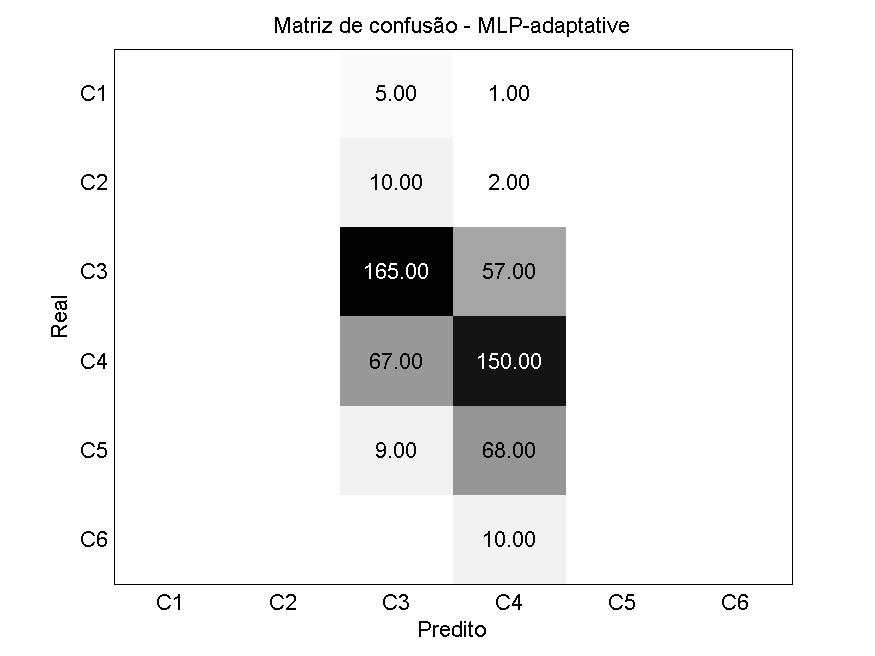 Matriz de confusão - MLP-adaptative
C1 5.00 1.00
C2 10.00 2.00
C3 165.00 57.00
Real
C4 67.00 150.00
C5 9.00 68.00
C6 10.00
C1 C2 C3 C4 C5 C6
Predito